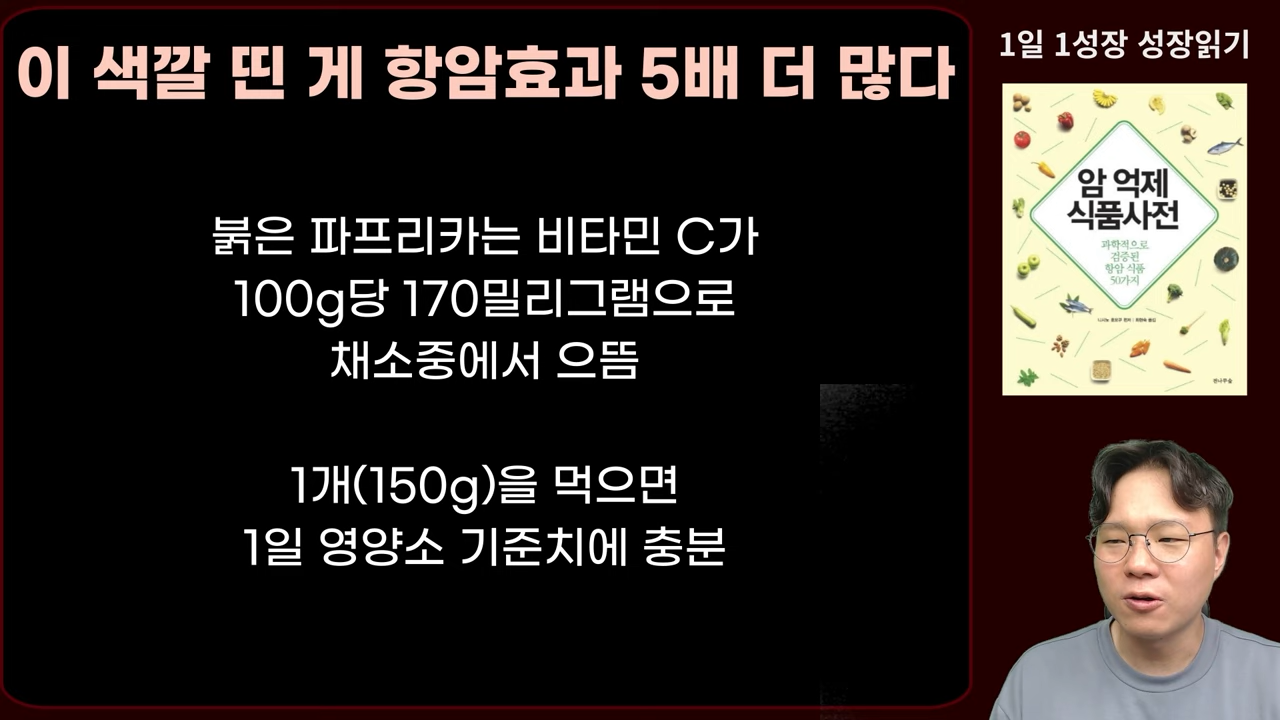 이 색깔 띤 게 항암효과 5배 더 많다
붉은 파프리카는 비타민 C가
100g당 170밀리그램으로
채소중에서 으뜸
1개(150g)을 먹으면
1일 영양소 기준치에 충분
1일 1성장 성장읽기
암 억제
식품사전
과학적으로
검증된
항암 식품
50가지
전나무숲